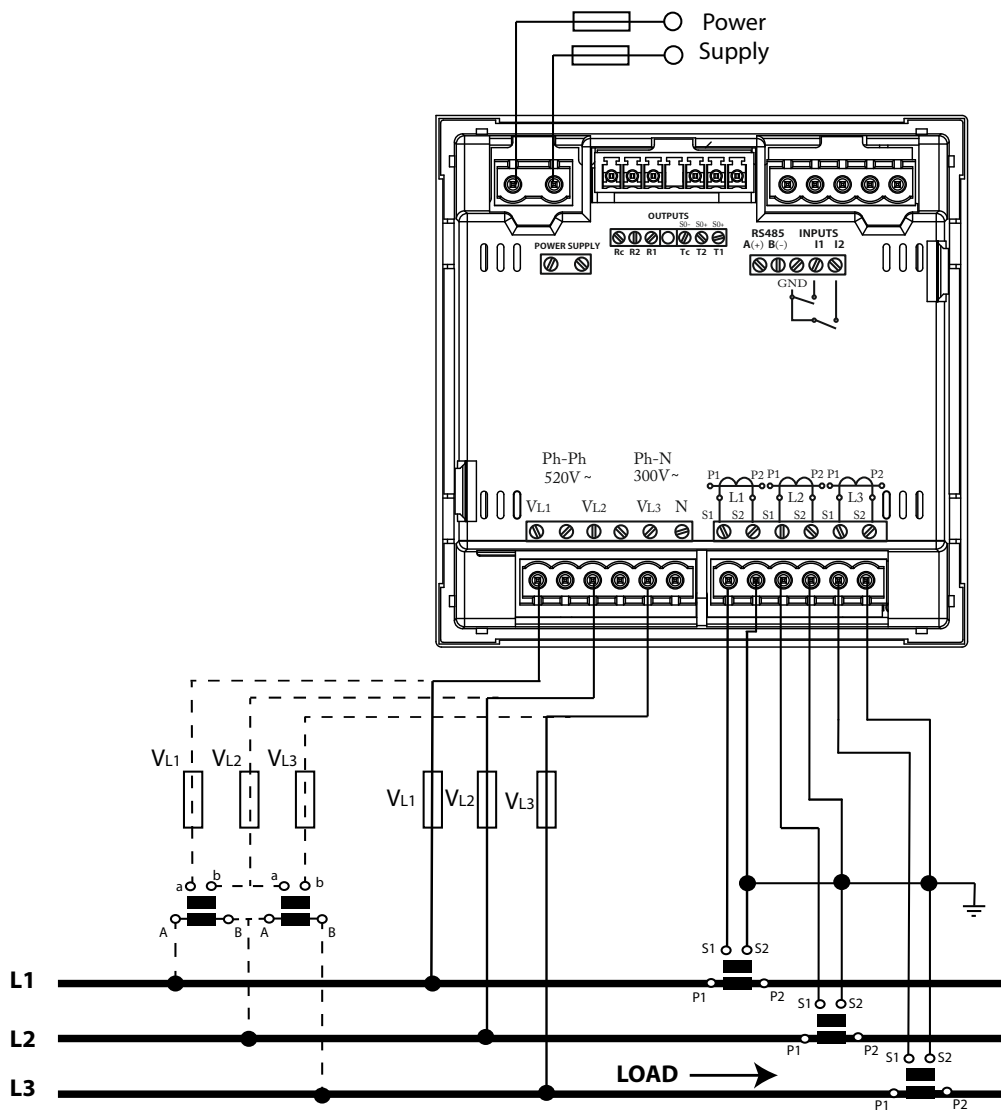 Power
Supply
OUTPUTS
S0- S0+ S0+
Rc R2 R1 Tc T2 T1
POWER SUPPLY
RS485 INPUTS
A(+) B(-) I1 I2
GND
Ph-Ph Ph-N
520V ~ 300V ~
P1 P2 P1 P2 P1 P2
L1 L2 L3
VL1 VL2 VL3 N
S1 S2 S1 S2 S1 S2
VL1 VL2 VL3
VL1 VL2 VL3
a b a b
A B A B
S1 S2
L1
P1 P2
S1 S2
L2
P1 P2
S1 S2
LOAD
L3
P1 P2